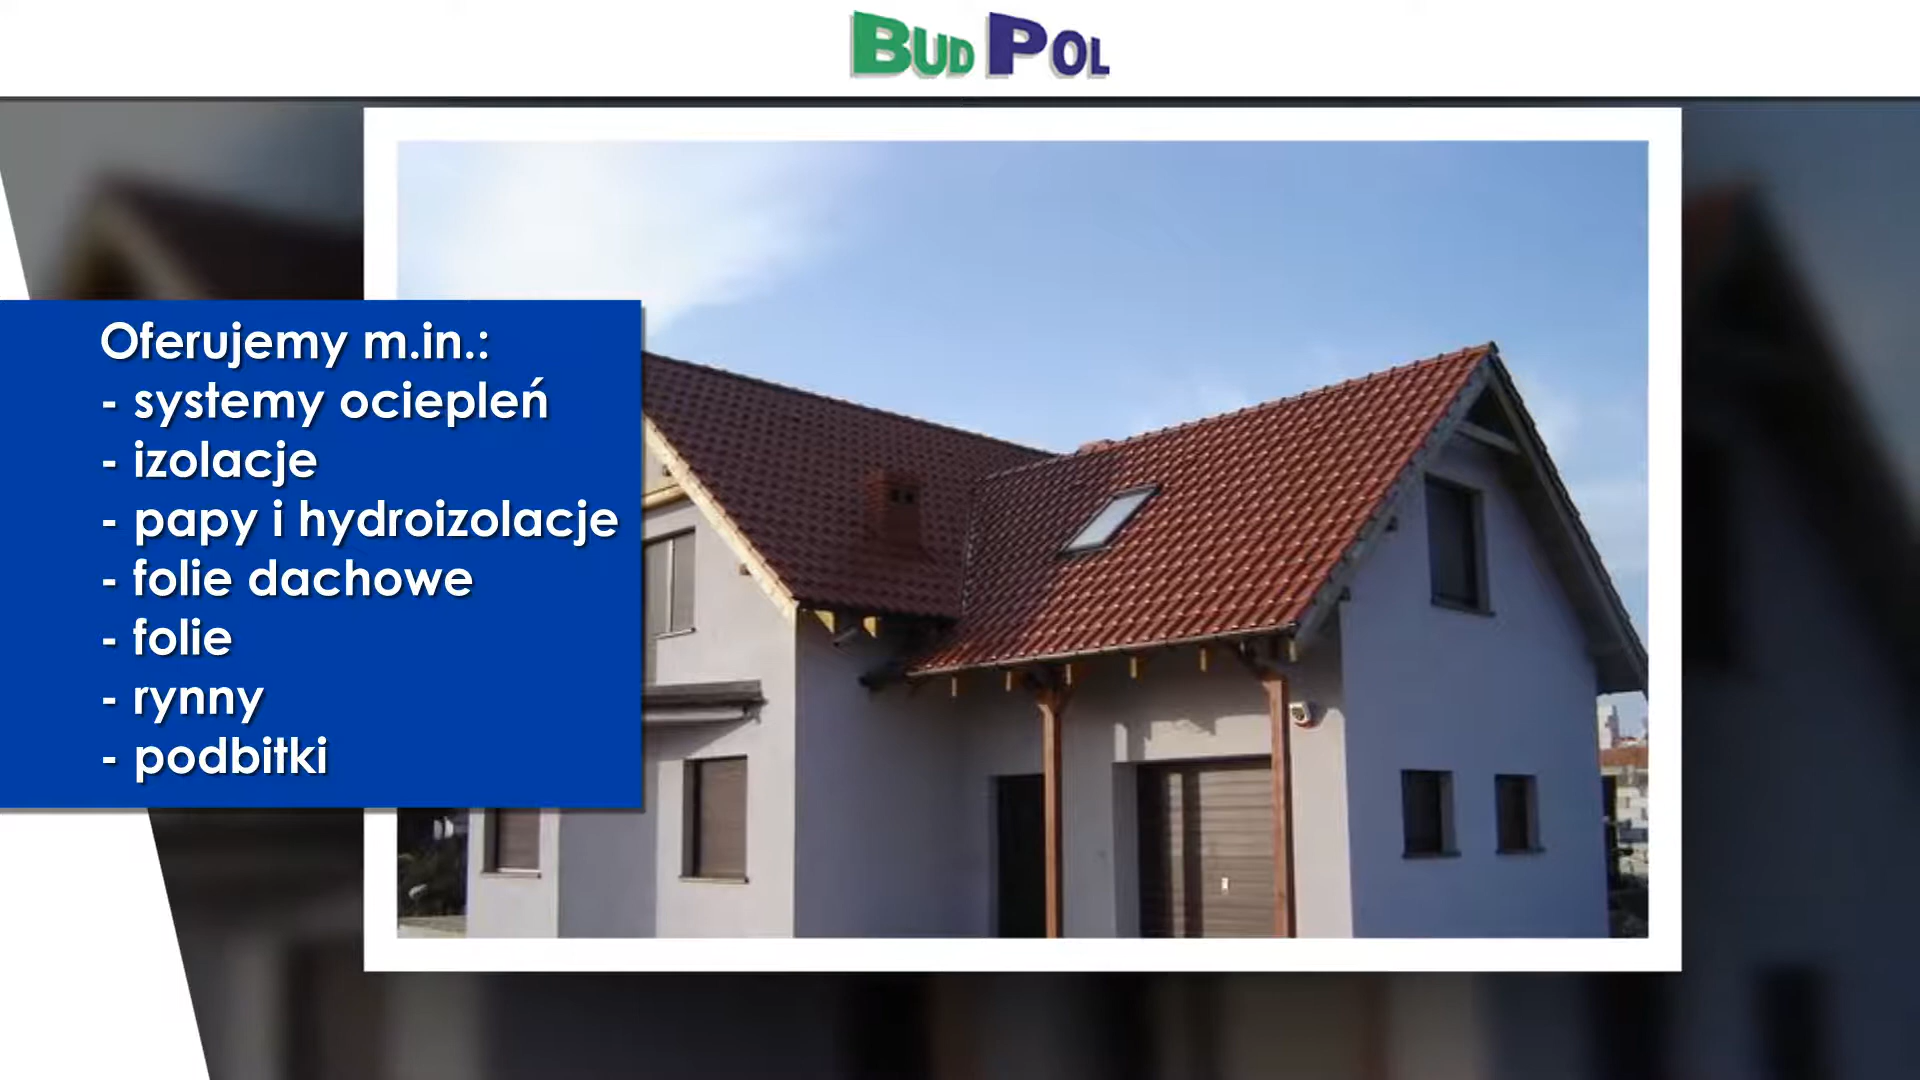 BUD POL
Oferujemy m.in.:
- systemy ociepleń
- izolacje
- papy i hydroizolacje
- folie dachowe
- folie
- rynny
- podbitki